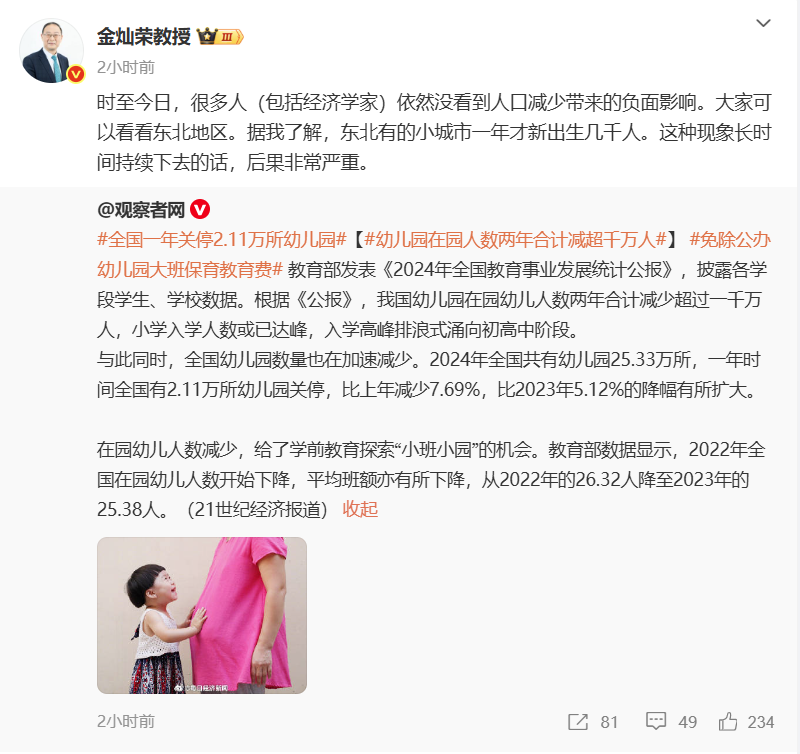 金灿荣教授
III
2小时前
时至今日，很多人（包括经济学家）依然没看到人口减少带来的负面影响。大家可
以看看东北地区。据我了解，东北有的小城市一年才新出生几千人。这种现象长时
间持续下去的话，后果非常严重。
@观察者网
#全国一年关停2.11万所幼儿园#【#幼儿园在园人数两年合计减超千万人#】 #免除公办
幼儿园大班保育教育费# 教育部发表《2024年全国教育事业发展统计公报》，披露各学
段学生、学校数据。根据《公报》，我国幼儿园在园幼儿人数两年合计减少超过一千万
人，小学入学人数或已达峰，入学高峰排浪式涌向初高中阶段。
与此同时，全国幼儿园数量也在加速减少。2024年全国共有幼儿园25.33万所，一年时
间全国有2.11万所幼儿园关停，比上年减少7.69%，比2023年5.12%的降幅有所扩大。
在园幼儿人数减少，给了学前教育探索“小班小园”的机会。教育部数据显示，2022年全
国在园幼儿人数开始下降，平均班额亦有所下降，从2022年的26.32人降至2023年的
25.38人。（21世纪经济报道） 收起
@每日经济新闻
2小时前
81
49
234